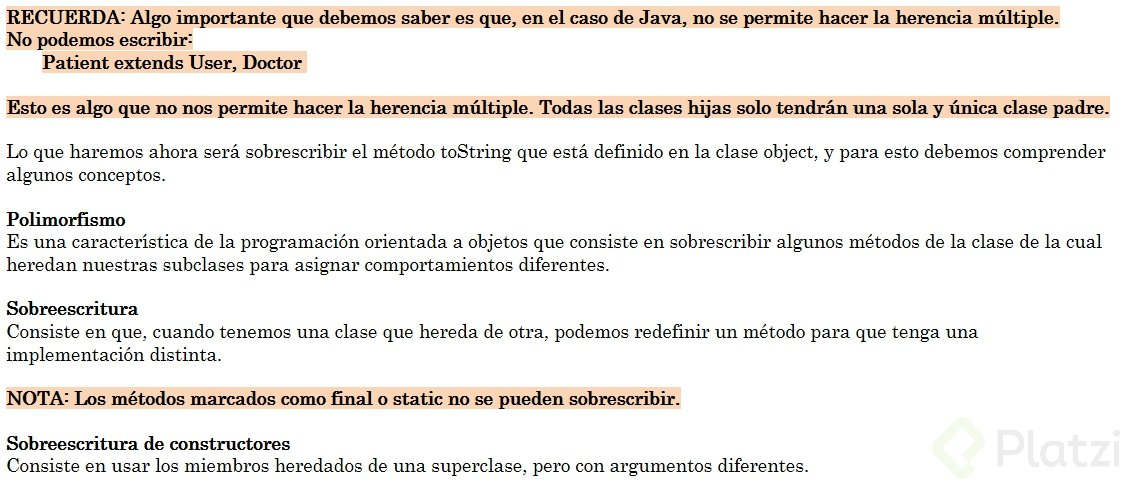 RECUERDA: Algo importante que debemos saber es que, en el caso de Java, no se permite hacer la herencia múltiple.
No podemos escribir:
Patient extends User, Doctor
Esto es algo que no nos permite hacer la herencia múltiple. Todas las clases hijas solo tendrán una sola y única clase padre.
Lo que haremos ahora será sobrescribir el método toString que está definido en la clase object, y para esto debemos comprender
algunos conceptos.
Polimorfismo
Es una característica de la programación orientada a objetos que consiste en sobrescribir algunos métodos de la clase de la cual
heredan nuestras subclases para asignar comportamientos diferentes.
Sobreescritura
Consiste en que, cuando tenemos una clase que hereda de otra, podemos redefinir un método para que tenga una
implementación distinta.
NOTA: Los métodos marcados como final o static no se pueden sobrescribir.
Sobreescritura de constructores
Consiste en usar los miembros heredados de una superclase, pero con argumentos diferentes.
Platzi